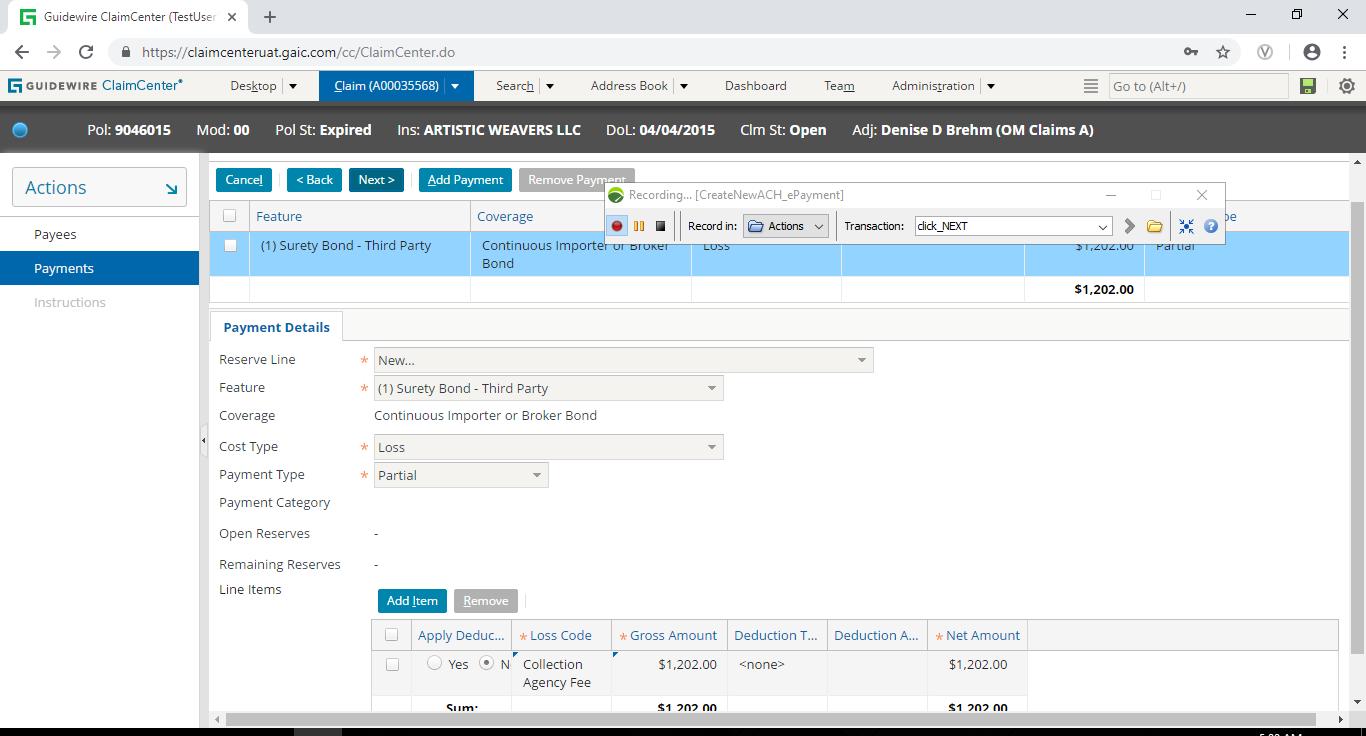 Guidewire ClaimCenter (TestUser
https://claimcenteruat.gaic.com/cc/ClaimCenter.do
GUIDEWIRE ClaimCenter® Desktop Claim (A00035568) Search Address Book Dashboard Team Administration Go to (Alt+/)
Pol: 9046015 Mod: 00 Pol St: Expired Ins: ARTISTIC WEAVERS LLC DoL: 04/04/2015 Clm St: Open Adj: Denise D Brehm (OM Claims A)
Actions
Payees
Payments
Instructions
Cancel < Back Next > Add Payment Remove Payment
Recording... [CreateNewACH_ePayment]
Record in: Actions Transaction: click_NEXT
Feature Coverage
(1) Surety Bond - Third Party Continuous Importer or Broker Loss $1,202.00 Partial
Bond
$1,202.00
Payment Details
Reserve Line * New...
Feature * (1) Surety Bond - Third Party
Coverage Continuous Importer or Broker Bond
Cost Type * Loss
Payment Type * Partial
Payment Category
Open Reserves -
Remaining Reserves -
Line Items
Add Item Remove
Apply Deduc... * Loss Code * Gross Amount Deduction T... Deduction A... * Net Amount
Yes N Collection $1,202.00 <none> $1,202.00
Agency Fee
Sum: $1,202.00 $1,202.00